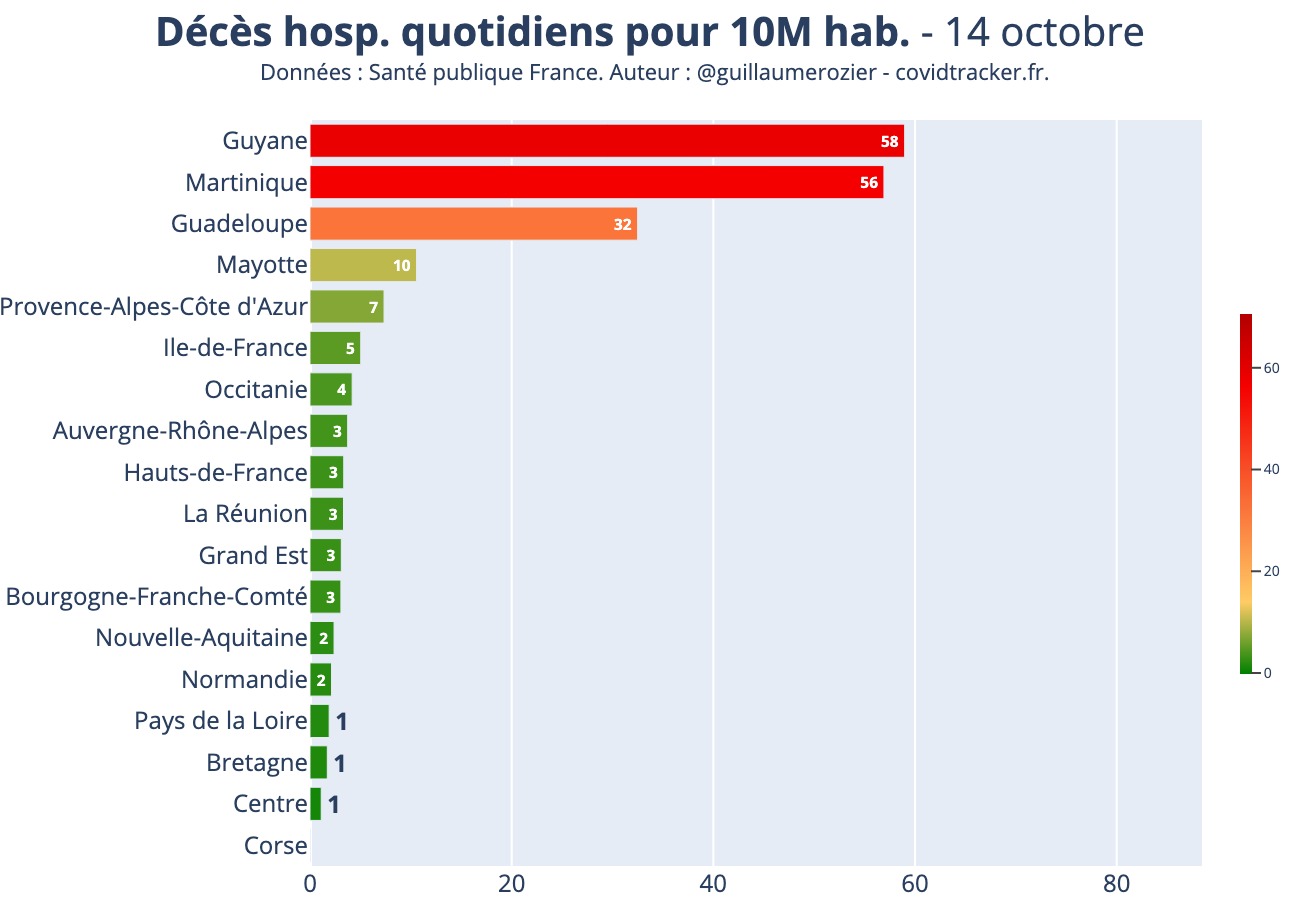 Décès hosp. quotidiens pour 10M hab. - 14 octobre
Données : Santé publique France. Auteur : @guillaumerozier - covidtracker.fr.
Guyane 58
Martinique 56
Guadeloupe 32
Mayotte 10
Provence-Alpes-Côte d'Azur 7
Ile-de-France 5
Occitanie 4
Auvergne-Rhône-Alpes 3
Hauts-de-France 3
La Réunion 3
Grand Est 3
Bourgogne-Franche-Comté 3
Nouvelle-Aquitaine 2
Normandie 2
Pays de la Loire 1
Bretagne 1
Centre 1
Corse
0 20 40 60 80
60
40
20
0